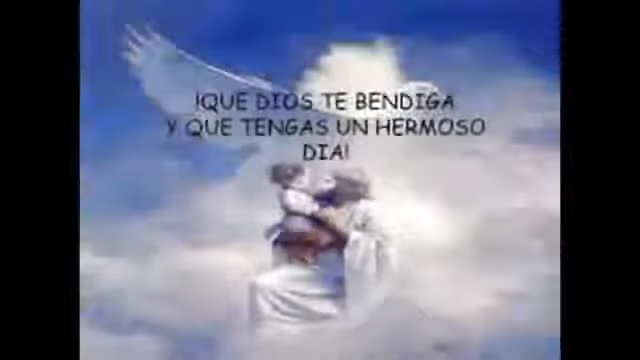 !QUE DIOS TE BENDIGA
Y QUE TENGAS UN HERMOSO
DIA!